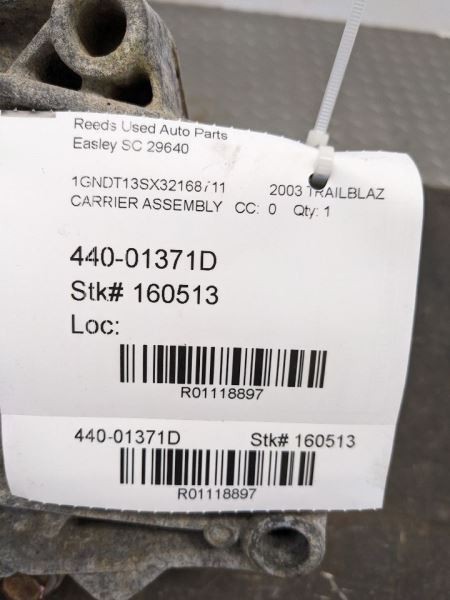 Reeds Used Auto Parts
Easley SC 29640
1GNDT13SX32168711 2003 TRAILBLAZ
CARRIER ASSEMBLY CC: 0 Qty: 1
440-01371D
Stk# 160513
Loc:
R01118897
440-01371D Stk# 160513
R01118897